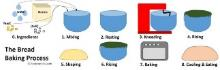 0. Ingredients
1. Mixing
2. Resting
3. Kneading
4. Rising
The Bread
Baking Process
5. Shaping
6. Rising
7. Baking
8. Cooling & Eating